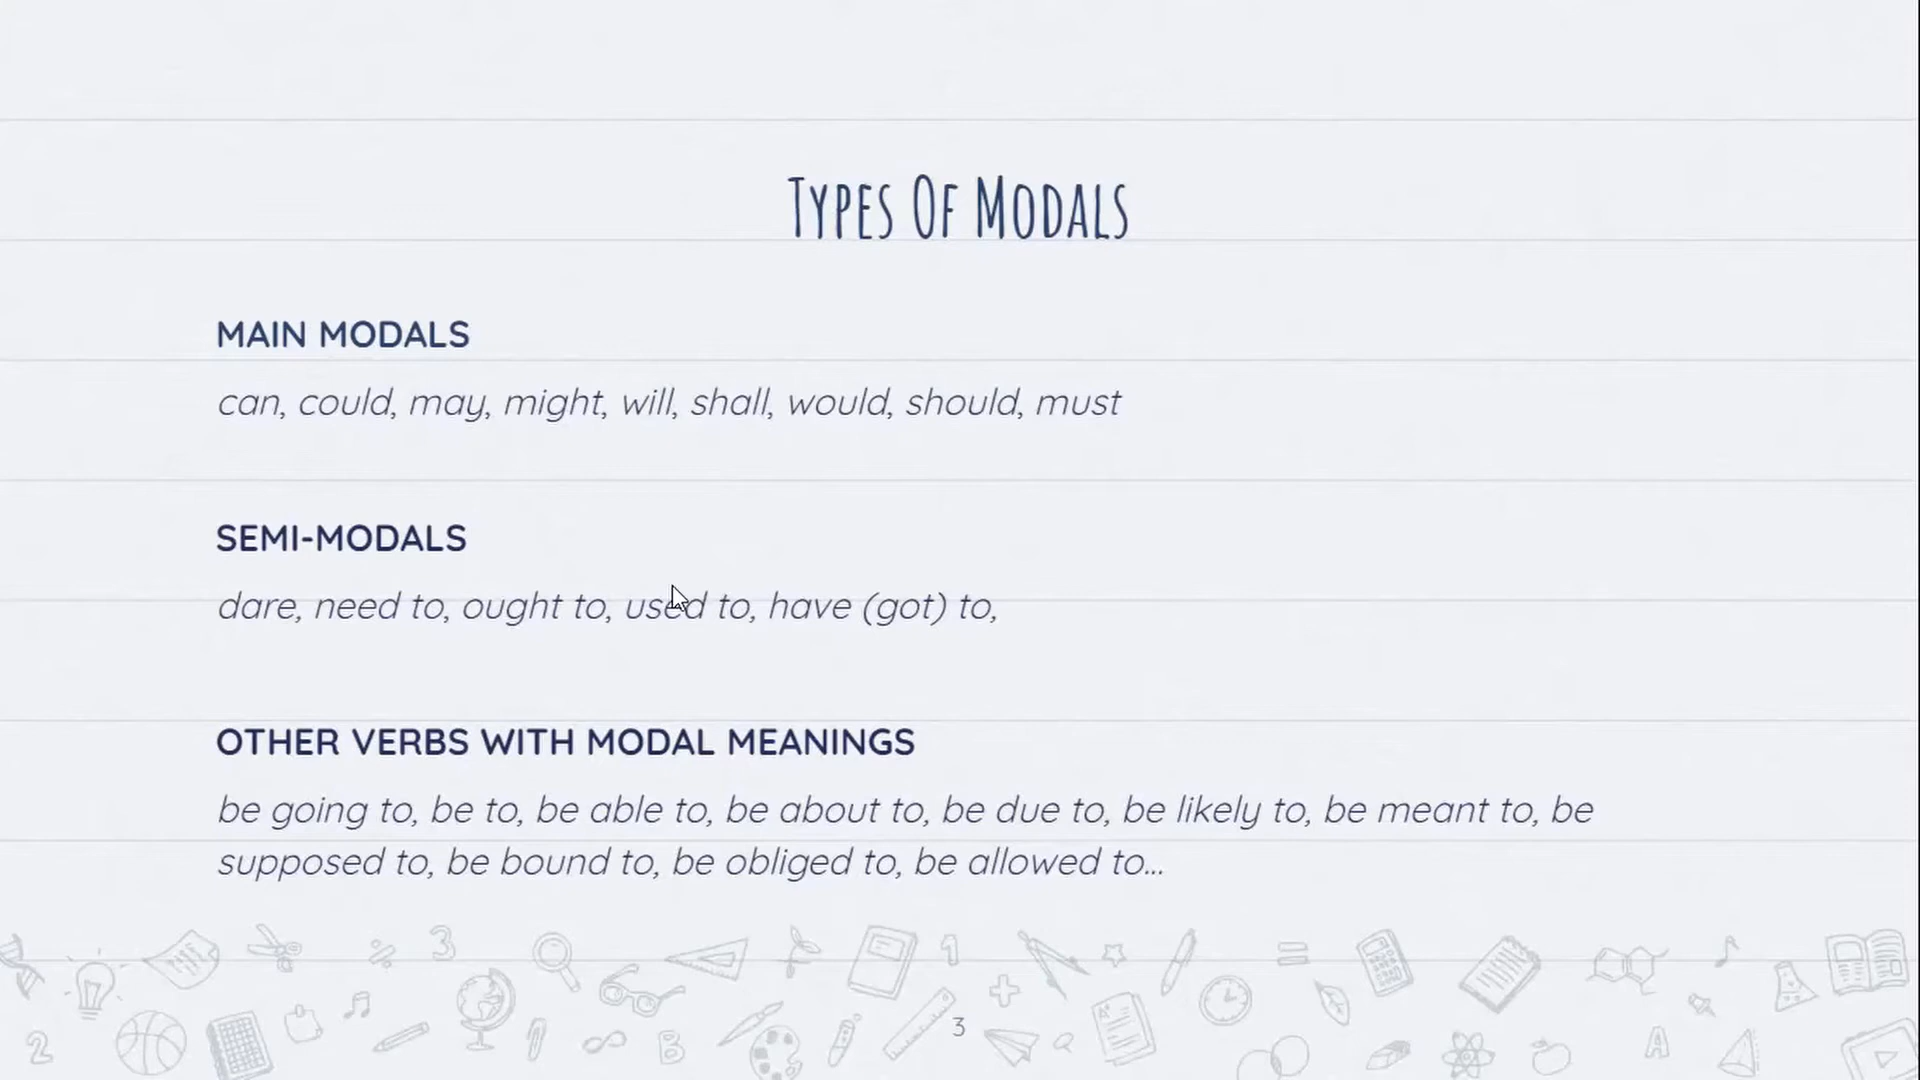 Types Of Modals
MAIN MODALS
can, could, may, might, will, shall, would, should, must
SEMI-MODALS
dare, need to, ought to, used to, have (got) to,
OTHER VERBS WITH MODAL MEANINGS
be going to, be to, be able to, be about to, be due to, be likely to, be meant to, be
supposed to, be bound to, be obliged to, be allowed to...
3